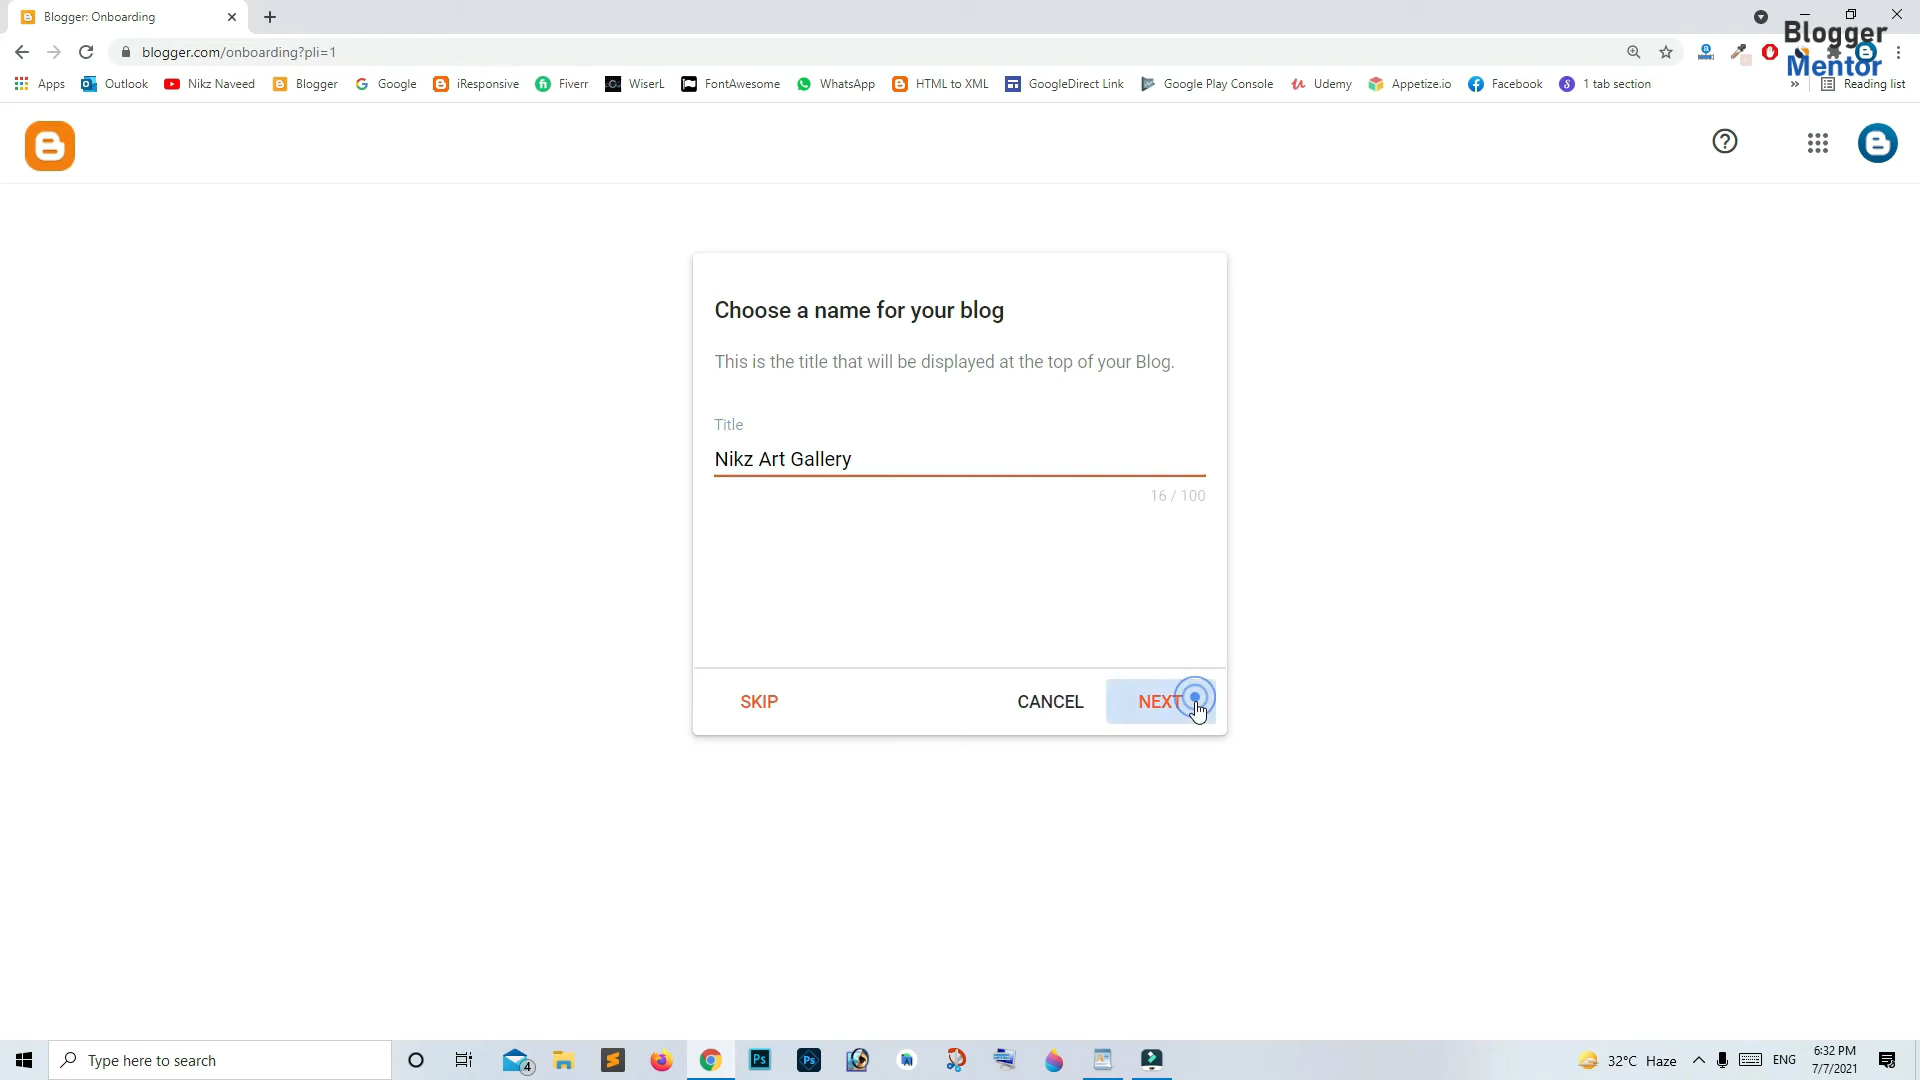 Blogger: Onboarding
Blogger
Mentor
blogger.com/onboarding?pli=1
Apps Outlook Nikz Naveed Blogger Google iResponsive Fiverr WiserL FontAwesome WhatsApp HTML to XML GoogleDirect Link Google Play Console Udemy Appetize.io Facebook 1 tab section » Reading list
Choose a name for your blog
This is the title that will be displayed at the top of your Blog.
Title
Nikz Art Gallery
16 / 100
SKIP CANCEL NEXT
Type here to search
4
Ps
Ps
32°C Haze
ENG
6:32 PM
7/7/2021